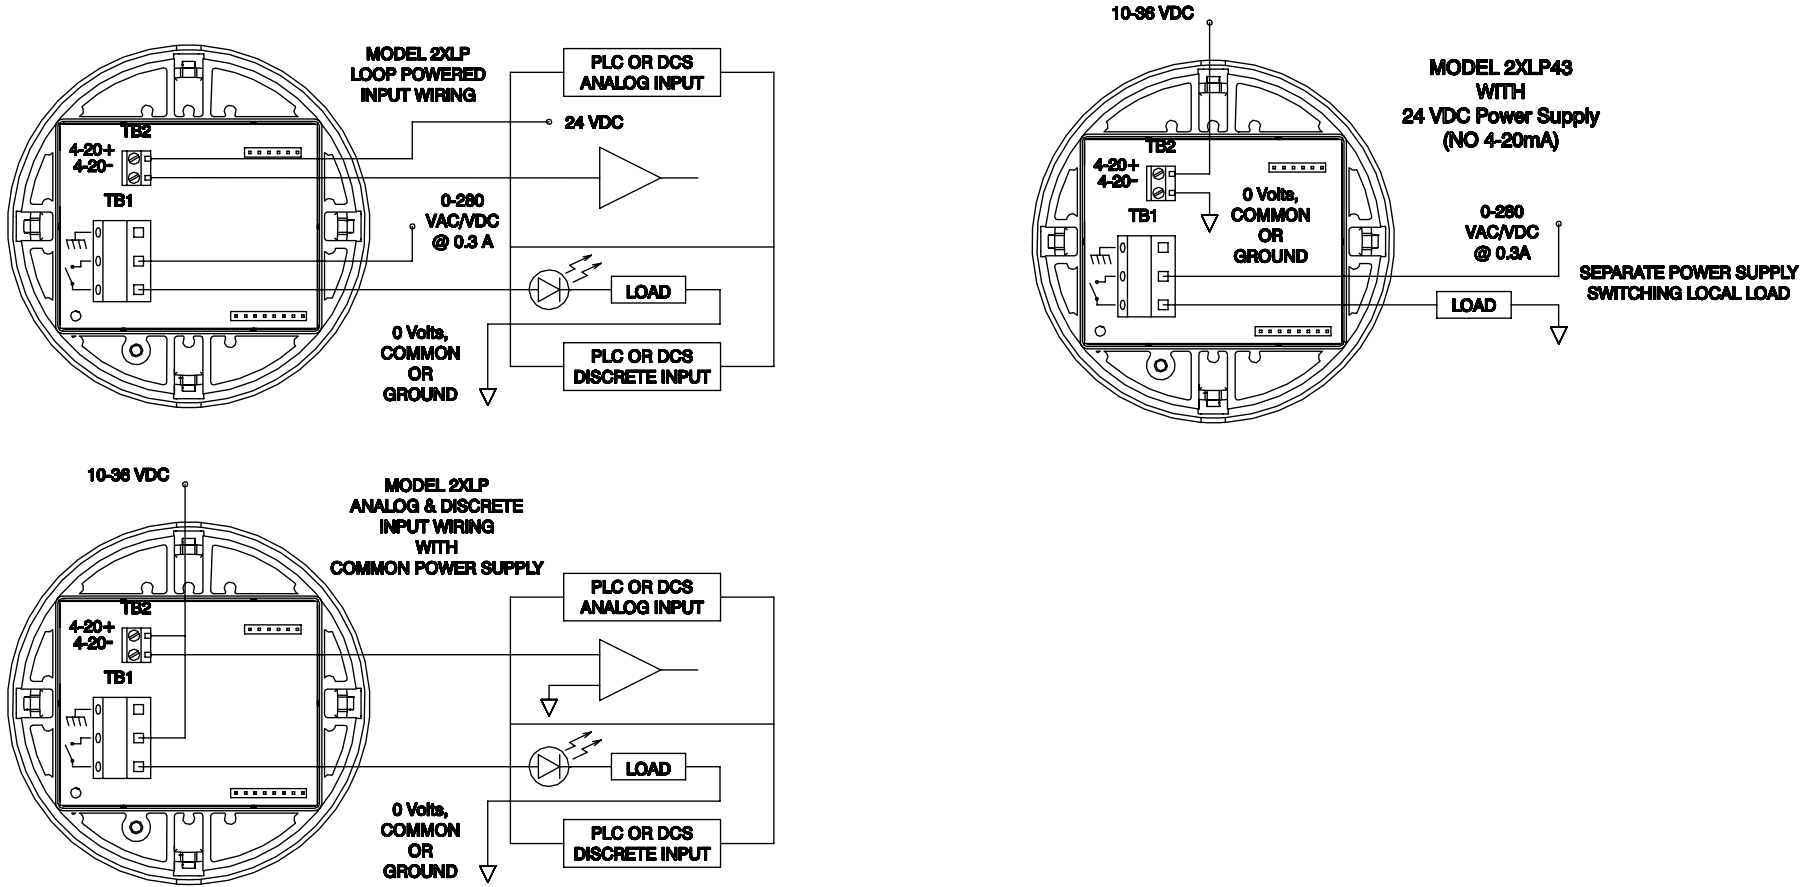 MODEL 2XLP
LOOP POWERED
INPUT WIRING
PLC OR DCS
ANALOG INPUT
24 VDC
TB2
4-20+
4-20-
TB1
0-280
VAC/VDC
@ 0.3 A
LOAD
0 Volts,
COMMON
OR
GROUND
PLC OR DCS
DISCRETE INPUT
10-36 VDC
MODEL 2XLP43
WITH
24 VDC Power Supply
(NO 4-20mA)
TB2
4-20+
4-20-
TB1
0 Volts,
COMMON
OR
GROUND
0-280
VAC/VDC
@ 0.3A
SEPARATE POWER SUPPLY
SWITCHING LOCAL LOAD
LOAD
10-36 VDC
MODEL 2XLP
ANALOG & DISCRETE
INPUT WIRING
WITH
COMMON POWER SUPPLY
PLC OR DCS
ANALOG INPUT
TB2
4-20+
4-20-
TB1
LOAD
0 Volts,
COMMON
OR
GROUND
PLC OR DCS
DISCRETE INPUT